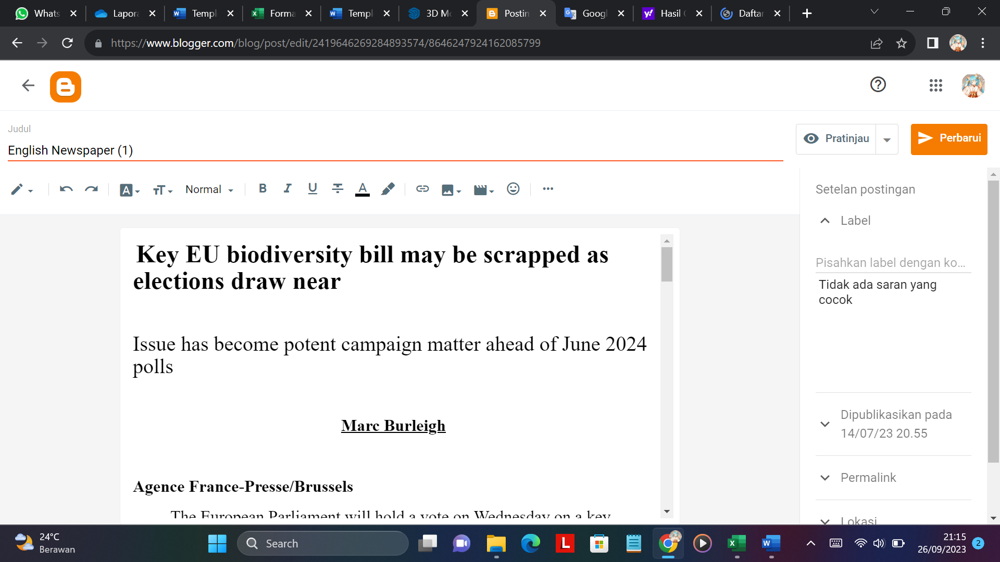 Whats
Lapora
Templ
Forma
Templ
3D Mo
Postin
Googl
Hasil
Daftar
https://www.blogger.com/blog/post/edit/2419646269284893574/8646247924162085799
Judul
English Newspaper (1)
Pratinjau
Perbarui
Normal
Setelan postingan
Label
Pisahkan label dengan ko...
Tidak ada saran yang
cocok
Dipublikasikan pada
14/07/23 20.55
Permalink
Lokasi
Key EU biodiversity bill may be scrapped as
elections draw near
Issue has become potent campaign matter ahead of June 2024
polls
Marc Burleigh
Agence France-Presse/Brussels
The European Parliament will hold a vote on Wednesday on a key
24°C
Berawan
Search
21:15
26/09/2023
2